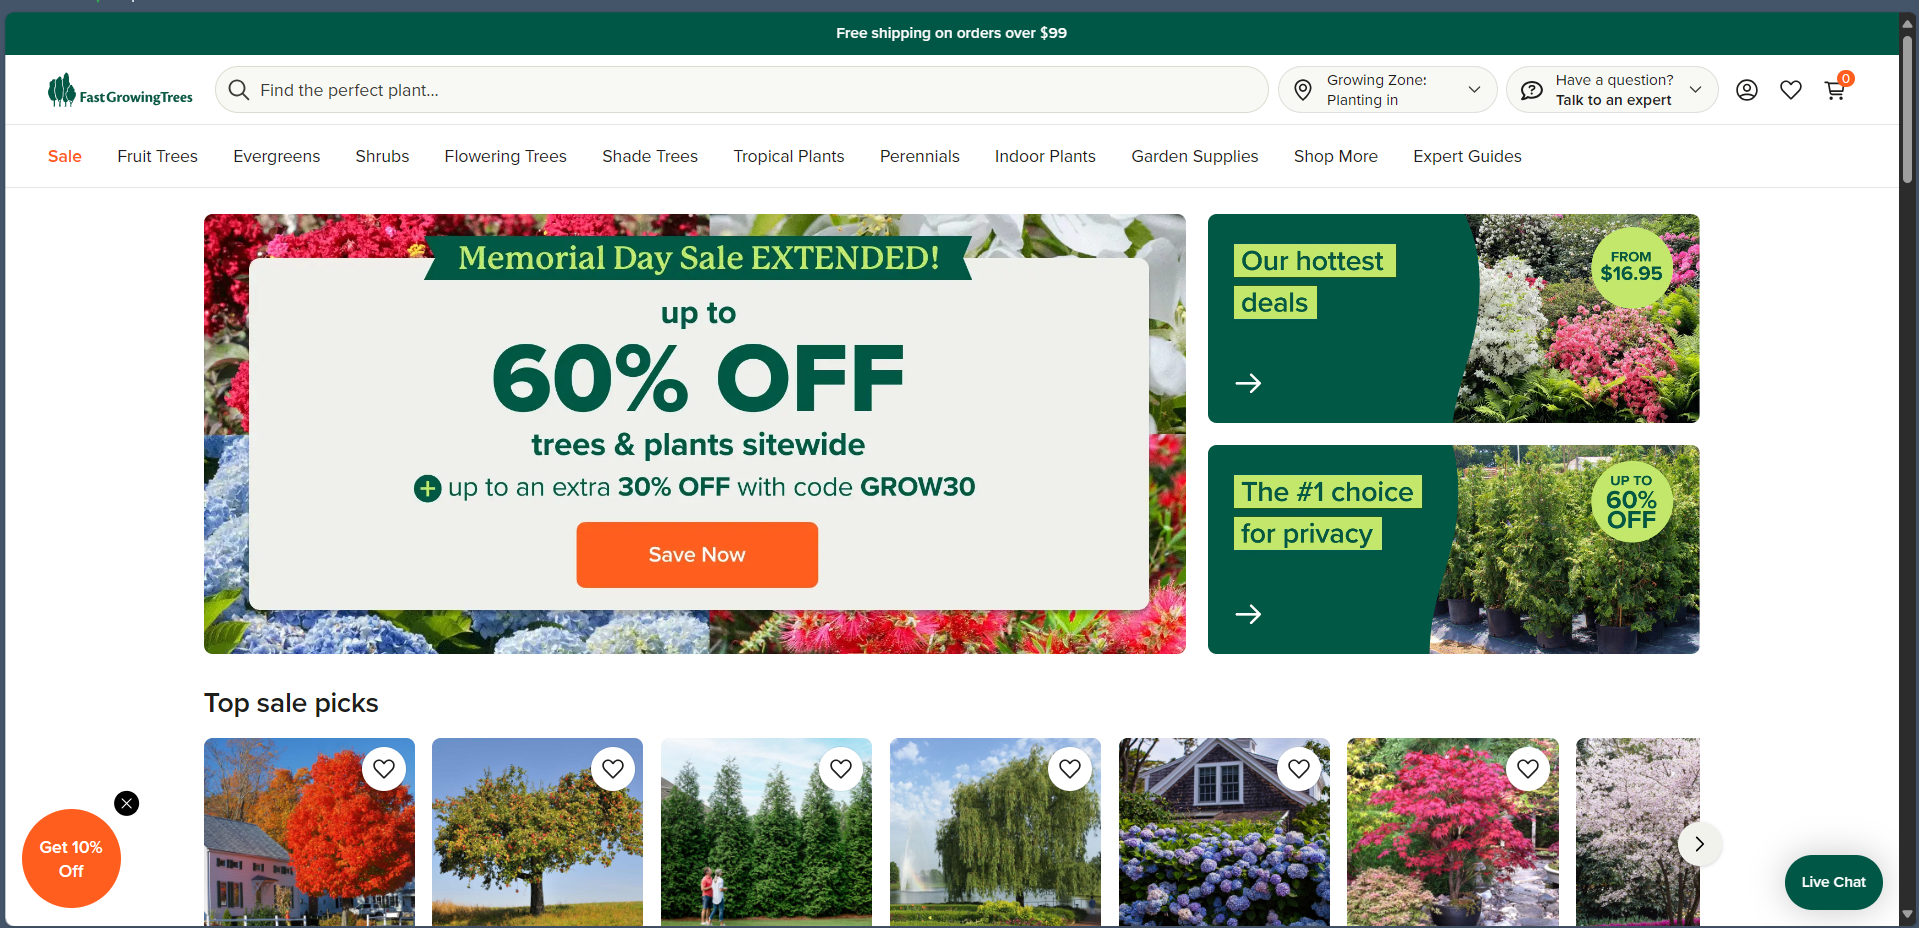 Free shipping on orders over $99
FastGrowingTrees
Find the perfect plant...
Growing Zone:
Planting in
Have a question?
Talk to an expert
0
Sale
Fruit Trees
Evergreens
Shrubs
Flowering Trees
Shade Trees
Tropical Plants
Perennials
Indoor Plants
Garden Supplies
Shop More
Expert Guides
Memorial Day Sale EXTENDED!
up to
60% OFF
trees & plants sitewide
up to an extra 30% OFF with code GROW30
Save Now
Our hottest
deals
FROM
$16.95
The #1 choice
for privacy
UP TO
60%
OFF
Top sale picks
Get 10%
Off
Live Chat